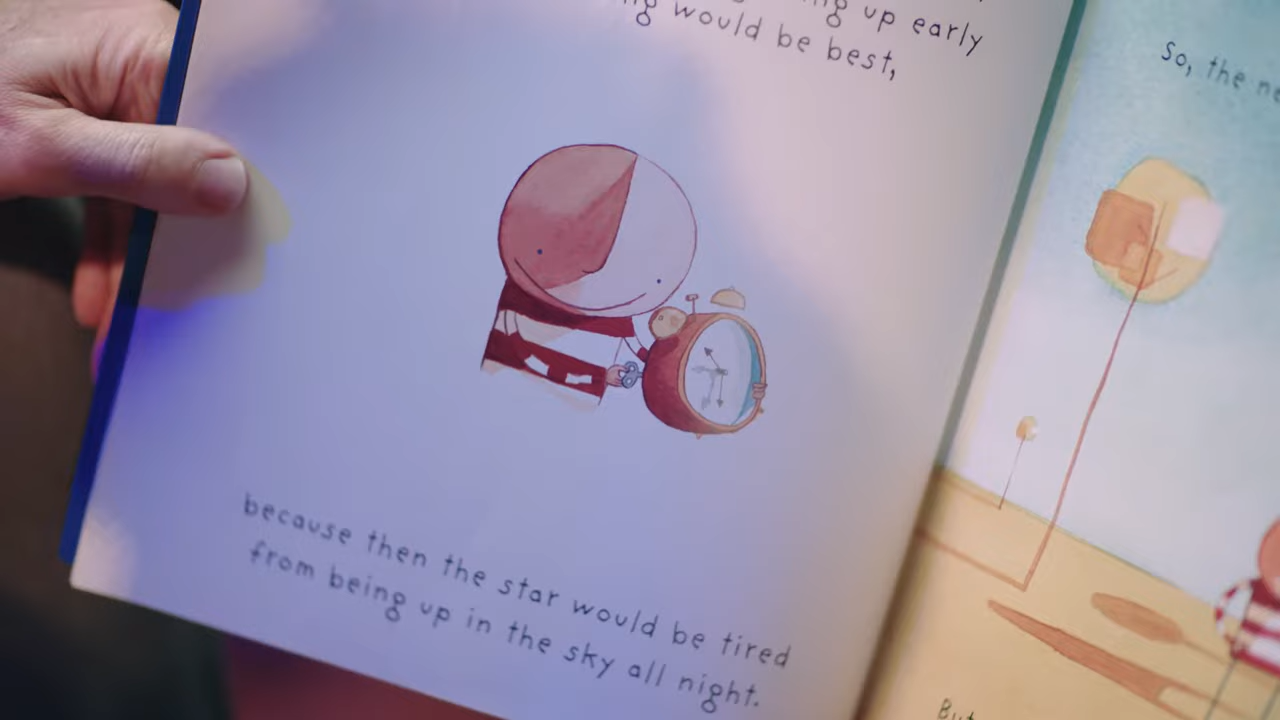 up early
would be best,
because then the star would be tired
from being up in the sky all night.
So, the
But